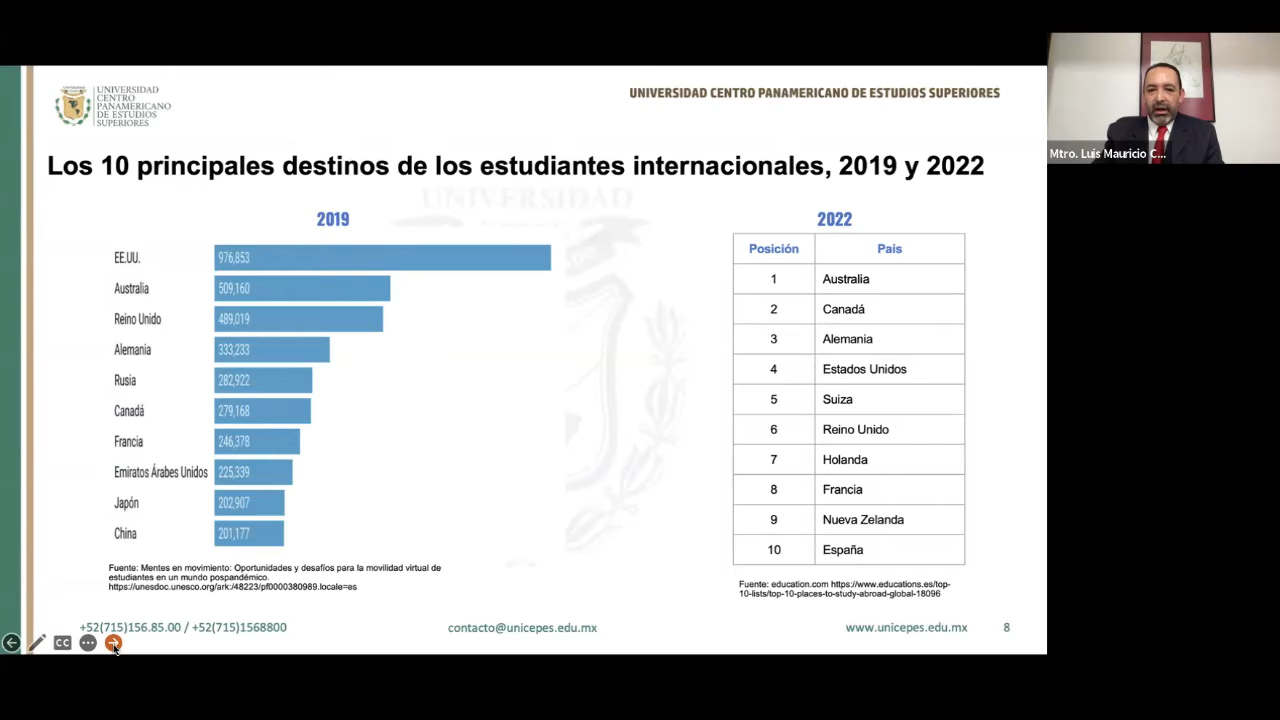 UNIVERSIDAD
CENTRO
PANAMERICANO
DE ESTUDIOS
SUPERIORES
UNIVERSIDAD CENTRO PANAMERICANO DE ESTUDIOS SUPERIORES
Mtro. Luis Mauricio C...
Los 10 principales destinos de los estudiantes internacionales, 2019 y 2022
UNIVERSIDAD
2019
EE.UU. 976,853
Australia 509,160
Reino Unido 489,019
Alemania 333,233
Rusia 282,922
Canadá 279,168
Francia 246,378
Emiratos Árabes Unidos 225,339
Japón 202,907
China 201,177
Fuente: Mentes en movimiento: Oportunidades y desafíos para la movilidad virtual de
estudiantes en un mundo pospandémico.
https://unesdoc.unesco.org/ark:/48223/pf0000380989.locale=es
2022
Posición País
1 Australia
2 Canadá
3 Alemania
4 Estados Unidos
5 Suiza
6 Reino Unido
7 Holanda
8 Francia
9 Nueva Zelanda
10 España
Fuente: education.com https://www.educations.es/top-
10-lists/top-10-places-to-study-abroad-global-18096
+52(715)156.85.00 / +52(715)1568800 contacto@unicepes.edu.mx www.unicepes.edu.mx 8
CC